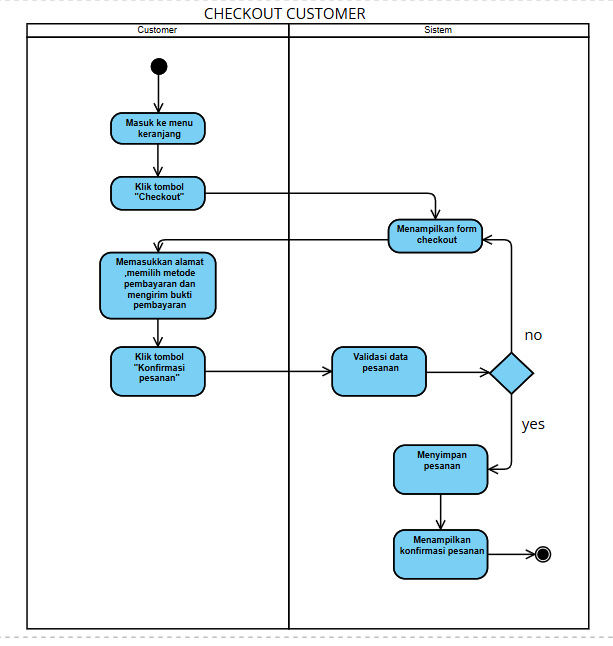 CHECKOUT CUSTOMER
Customer
Sistem
Masuk ke menu
keranjang
Klik tombol
"Checkout"
Menampilkan form
checkout
Memasukkan alamat
,memilih metode
pembayaran dan
mengirim bukti
pembayaran
no
Klik tombol
"Konfirmasi
pesanan"
Validasi data
pesanan
yes
Menyimpan
pesanan
Menampilkan
konfirmasi pesanan